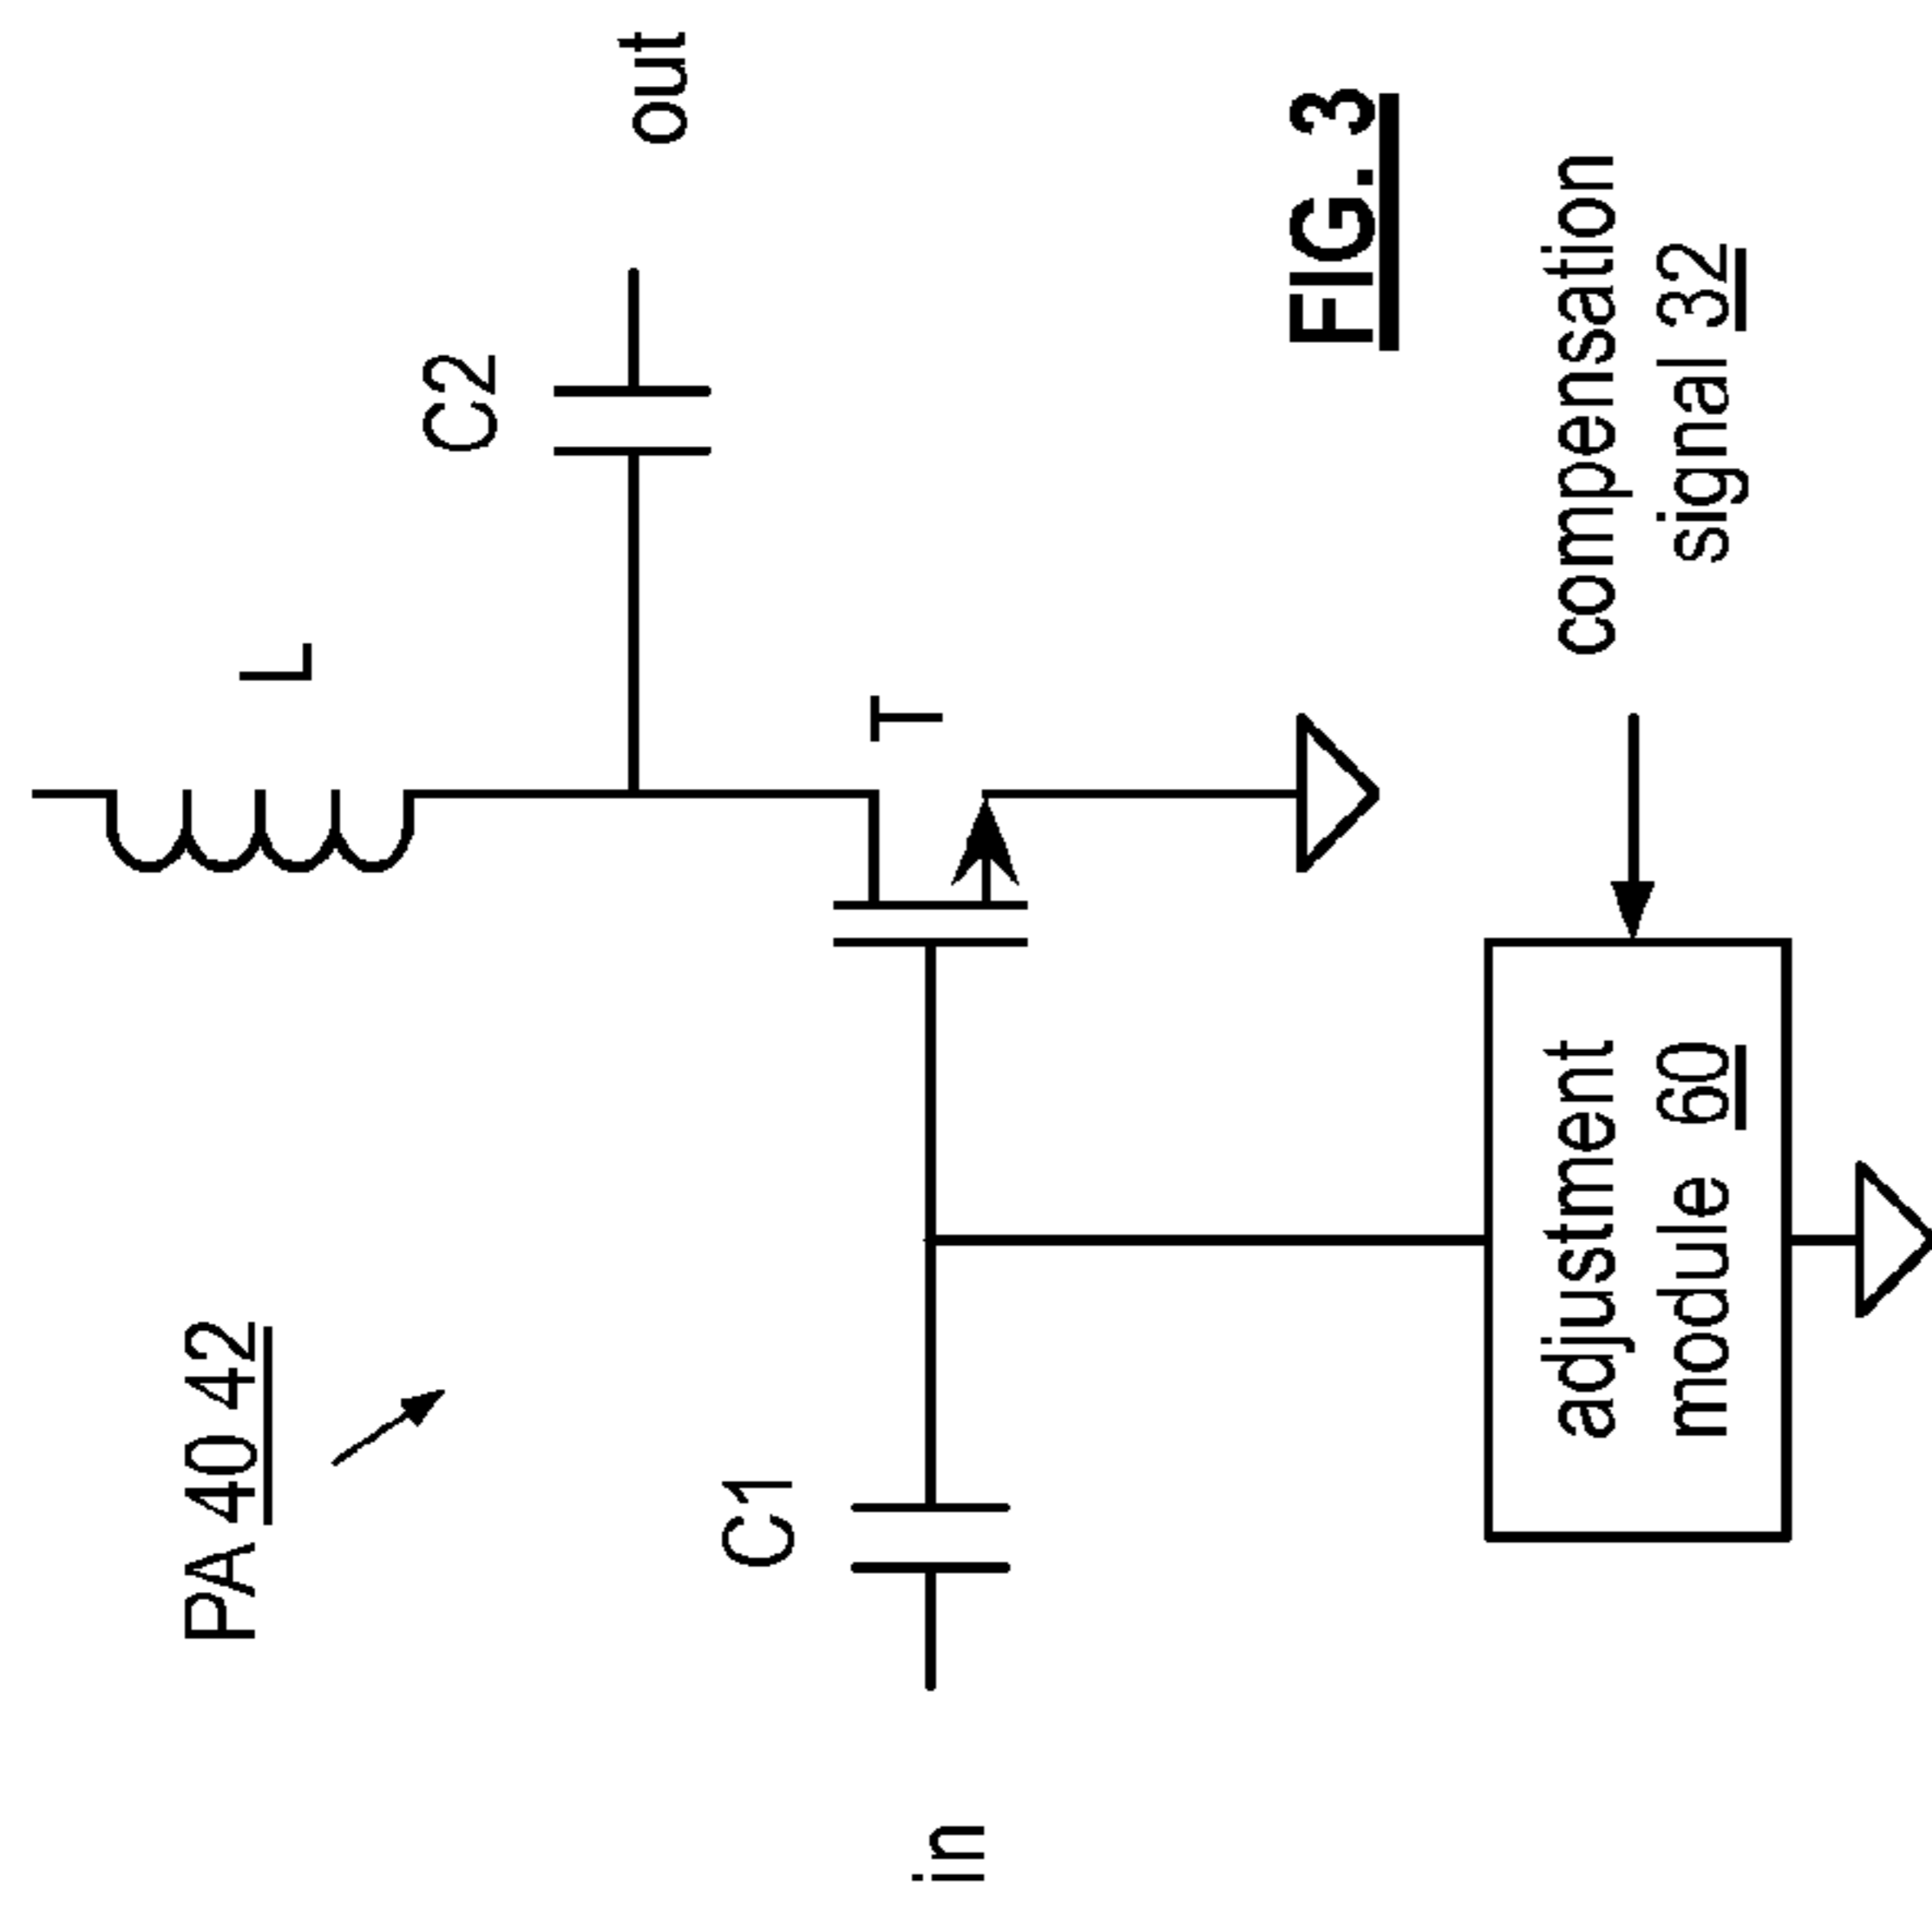 PA 40 42
L
C2
out
C1
T
in
FIG. 3
adjustment
module 60
compensation
signal 32